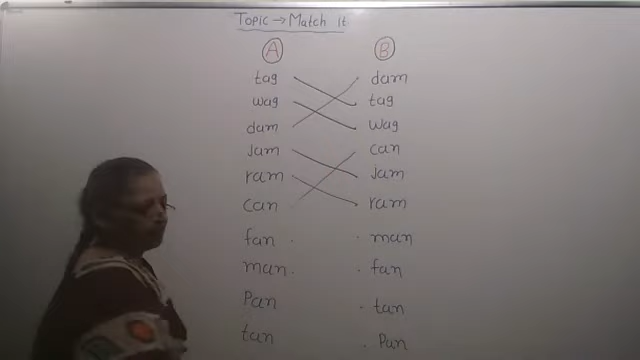 Topic → Match it
A B
tag dam
wag tag
dam wag
Jam can
ram jam
can ram
fan man
man fan
Pan tan
tan Pan